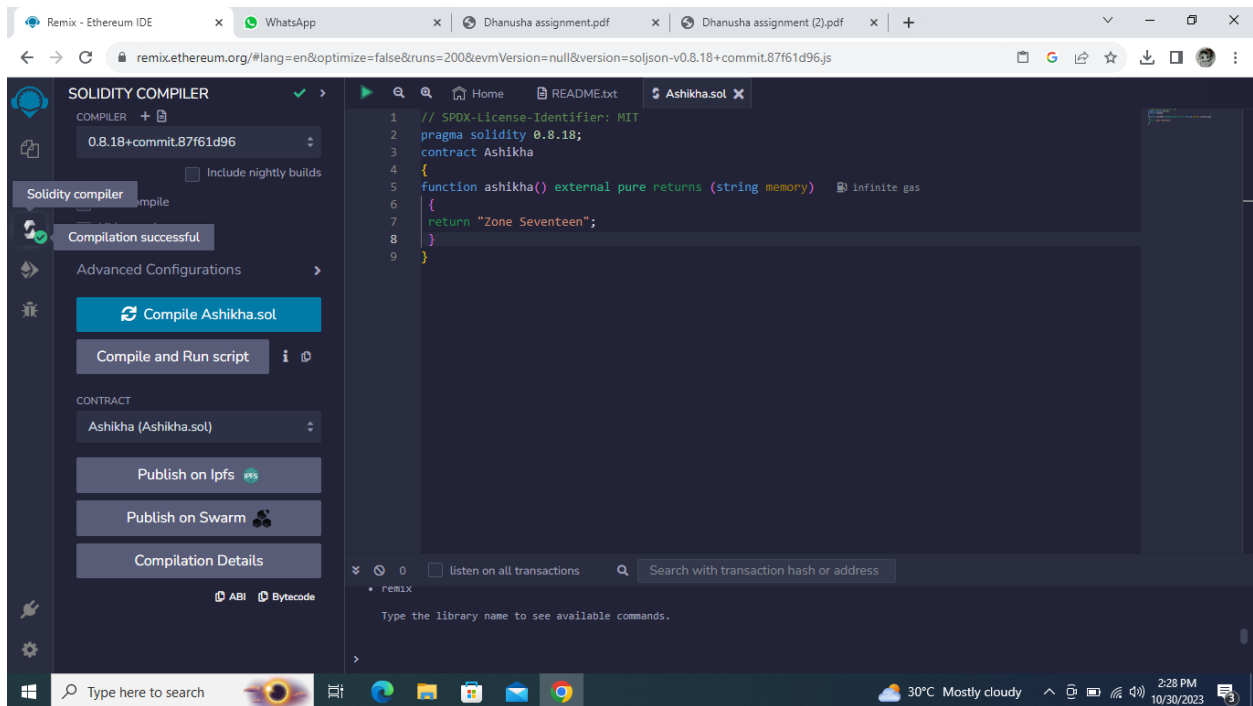 Remix - Ethereum IDE
WhatsApp
Dhanusha assignment.pdf
Dhanusha assignment (2).pdf
remix.ethereum.org/#lang=en&optimize=false&runs=200&evmVersion=null&version=soljson-v0.8.18+commit.87f61d96.js
SOLIDITY COMPILER
COMPILER
0.8.18+commit.87f61d96
Include nightly builds
Solidity compiler
mpile
Compilation successful
Advanced Configurations
Compile Ashikha.sol
Compile and Run script
CONTRACT
Ashikha (Ashikha.sol)
Publish on Ipfs
IPFS
Publish on Swarm
Compilation Details
ABI
Bytecode
Home
README.txt
Ashikha.sol
1 // SPDX-License-Identifier: MIT
2 pragma solidity 0.8.18;
3 contract Ashikha
4 {
5 function ashikha() external pure returns (string memory) infinite gas
6 {
7 return "Zone Seventeen";
8 }
9 }
0
listen on all transactions
Search with transaction hash or address
• remix
Type the library name to see available commands.
>
Type here to search
30°C Mostly cloudy
2:28 PM
10/30/2023
3